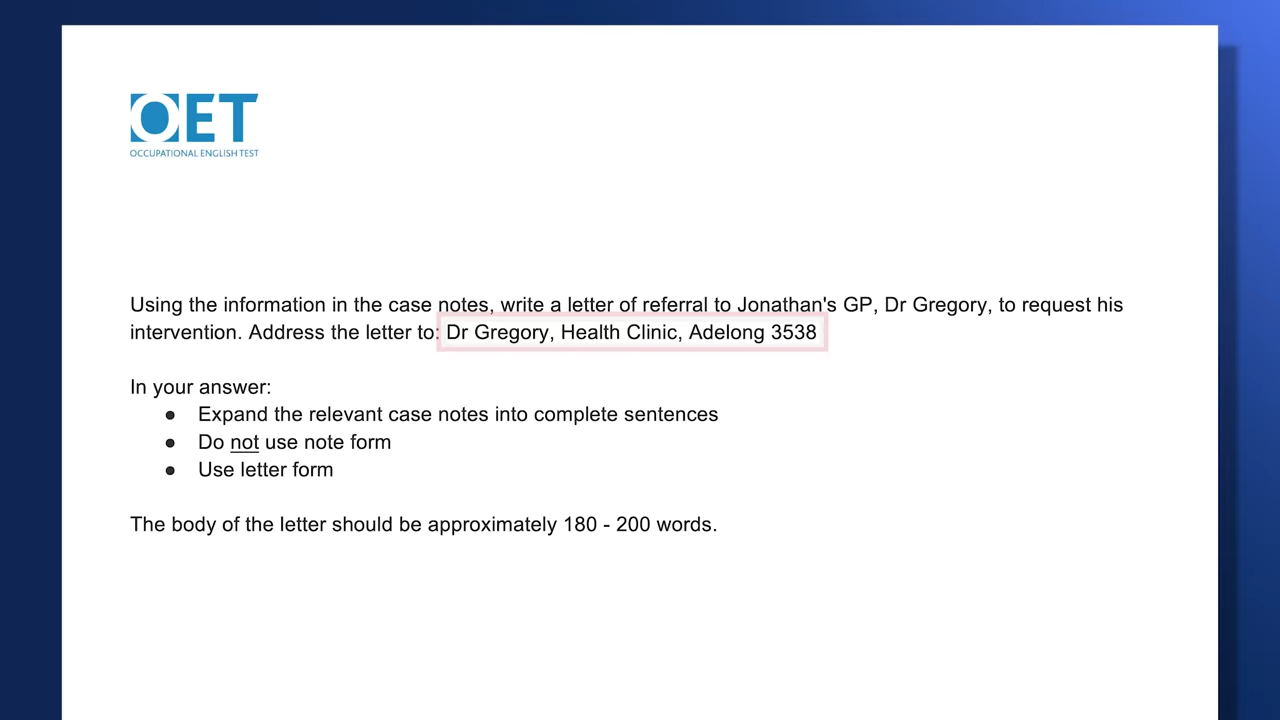 OET
OCCUPATIONAL ENGLISH TEST
Using the information in the case notes, write a letter of referral to Jonathan's GP, Dr Gregory, to request his
intervention. Address the letter to: Dr Gregory, Health Clinic, Adelong 3538
In your answer:
● Expand the relevant case notes into complete sentences
● Do not use note form
● Use letter form
The body of the letter should be approximately 180 - 200 words.